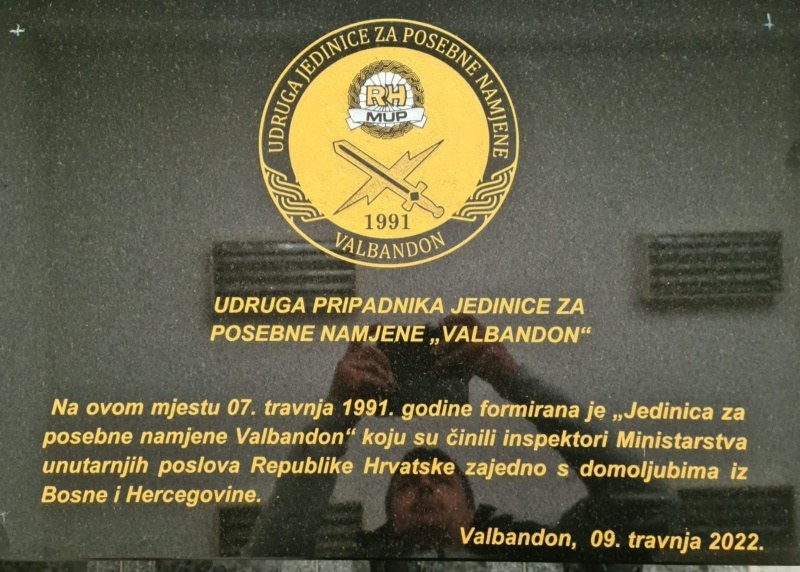 UDRUGA JEDINICE ZA POSEBNE NAMJENE
RH
MUP
1991
VALBANDON
UDRUGA PRIPADNIKA JEDINICE ZA
POSEBNE NAMJENE „VALBANDON“
Na ovom mjestu 07. travnja 1991. godine formirana je „Jedinica za
posebne namjene Valbandon“ koju su činili inspektori Ministarstva
unutarnjih poslova Republike Hrvatske zajedno s domoljubima iz
Bosne i Hercegovine.
Valbandon, 09. travnja 2022.